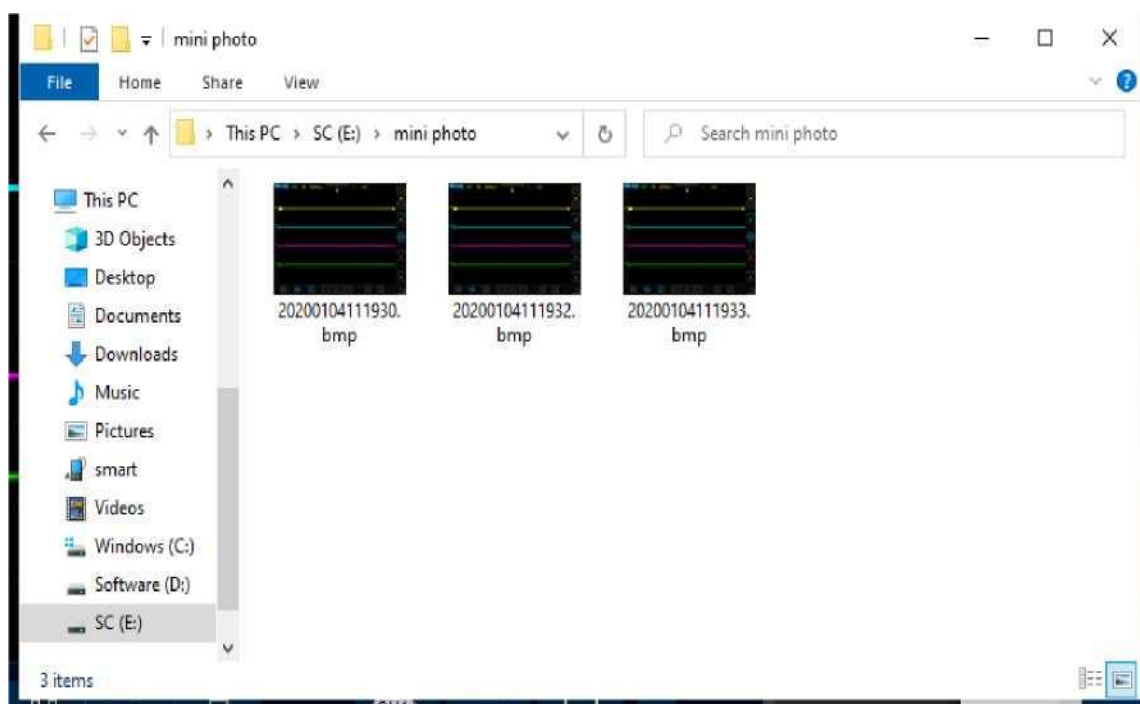 mini photo
File Home Share View
This PC > SC (E:) > mini photo
Search mini photo
This PC
3D Objects
Desktop
Documents
Downloads
Music
Pictures
smart
Videos
Windows (C:)
Software (D:)
SC (E:)
20200104111930.
bmp
20200104111932.
bmp
20200104111933.
bmp
3 items